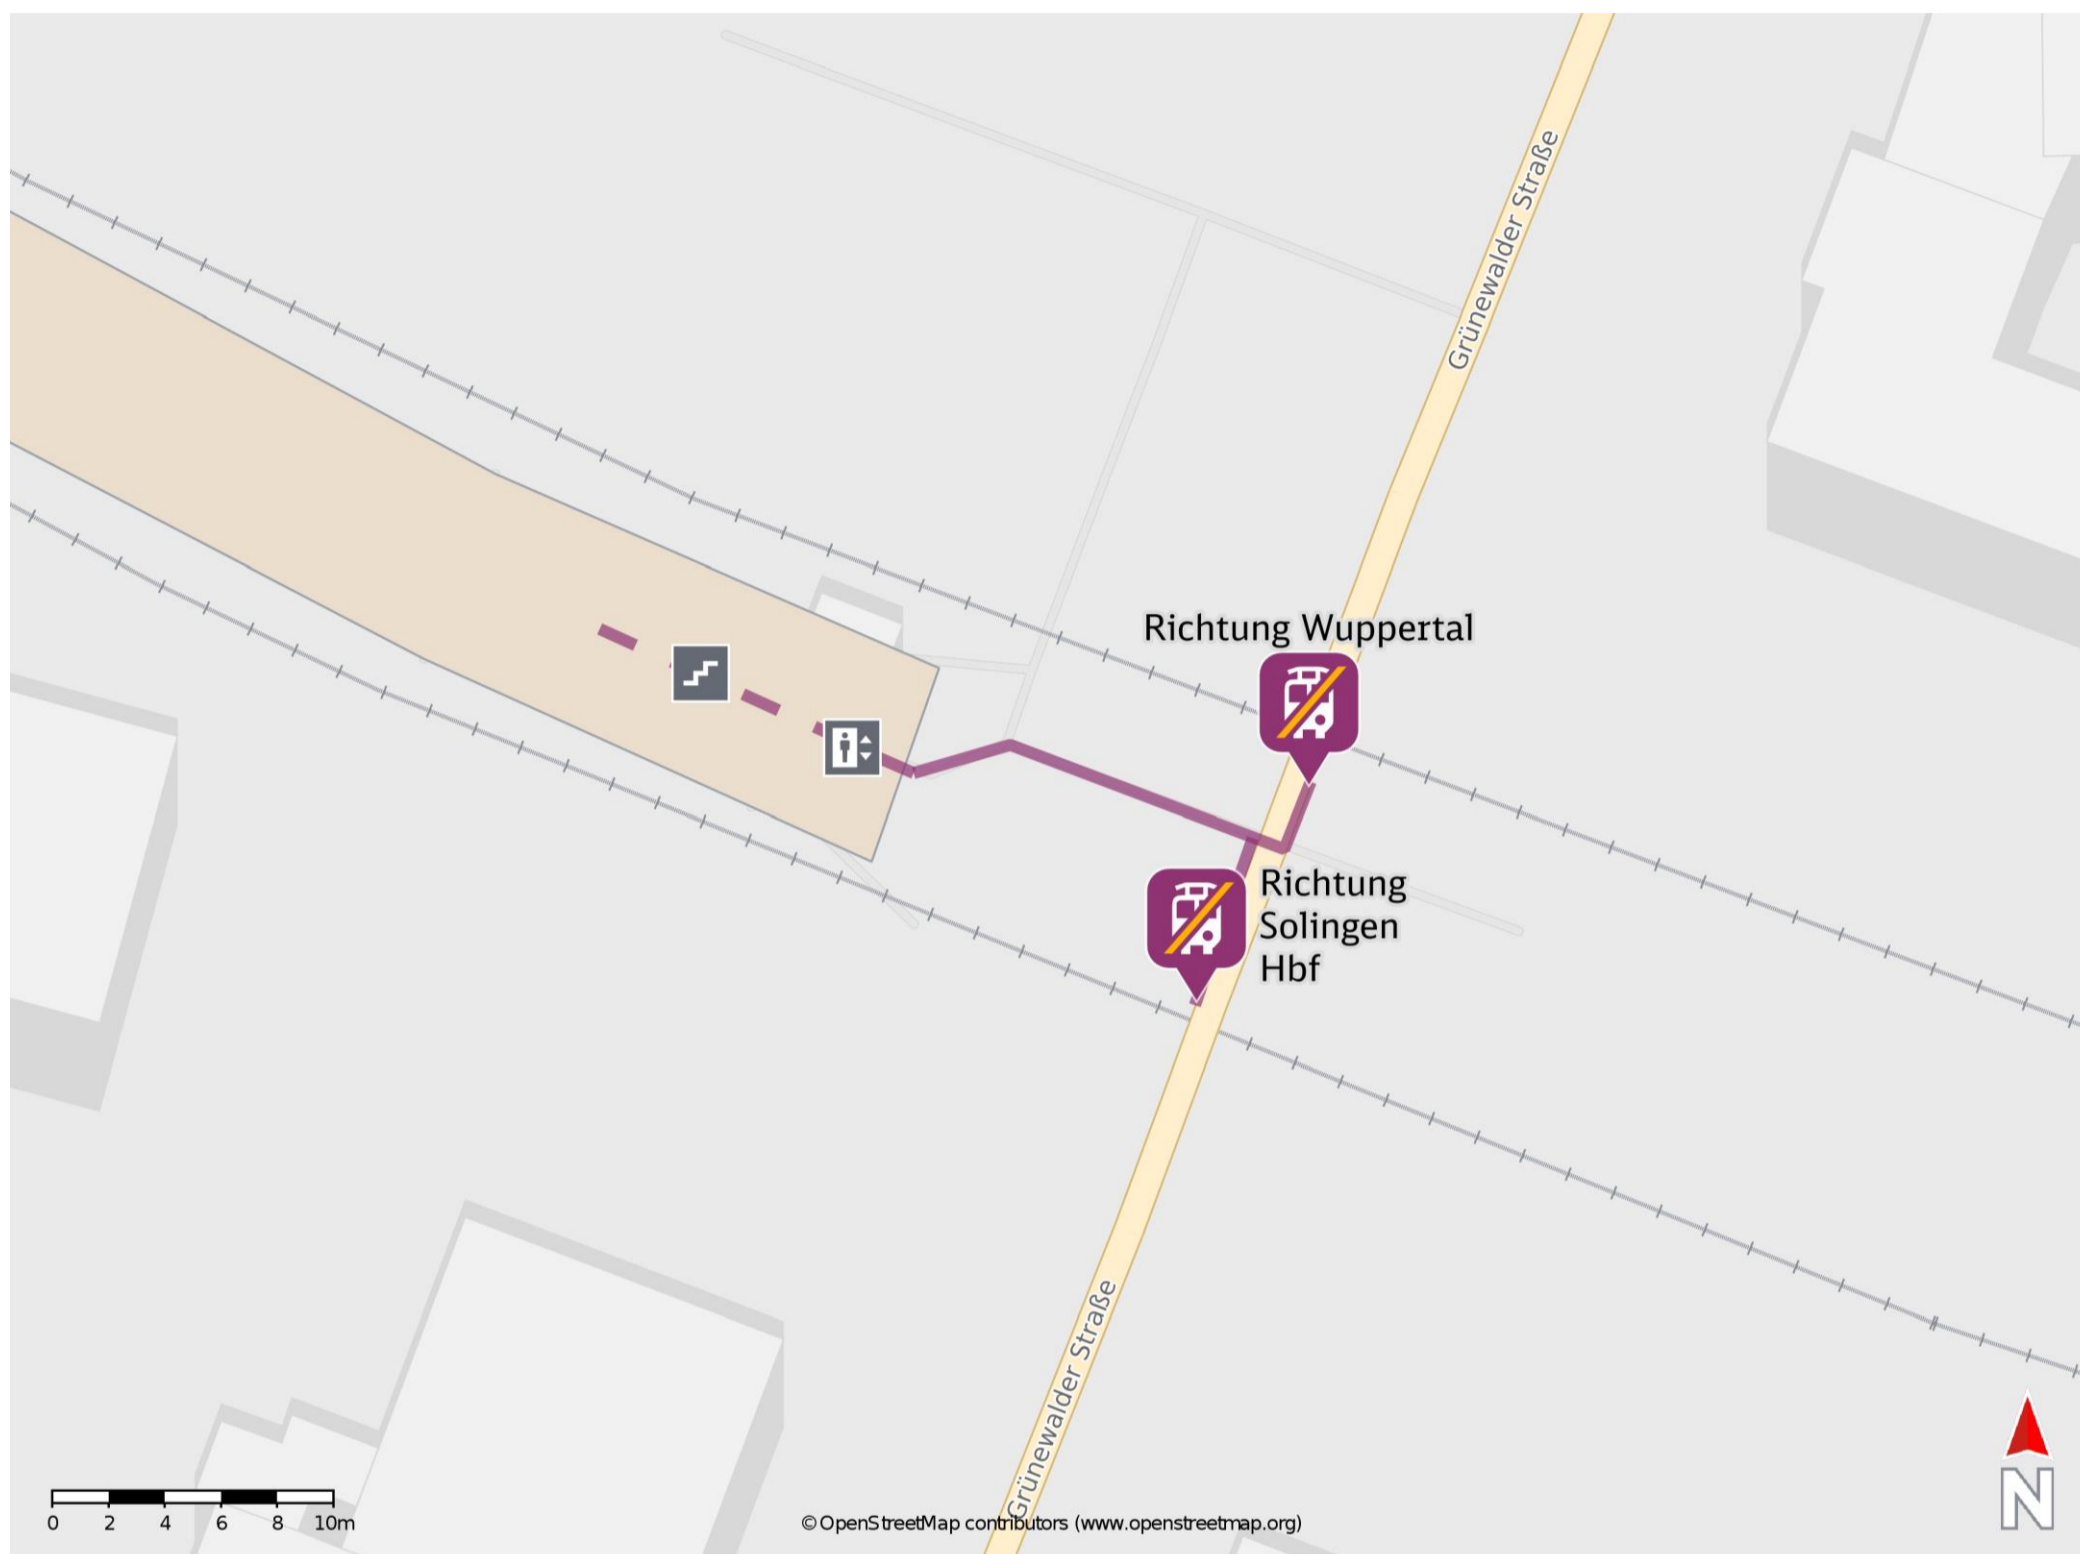 Grünewalder Straße
Richtung Wuppertal
Richtung
Solingen
Hbf
Grünewalder Straße
0 2 4 6 8 10m
© OpenStreetMap contributors (www.openstreetmap.org)
N